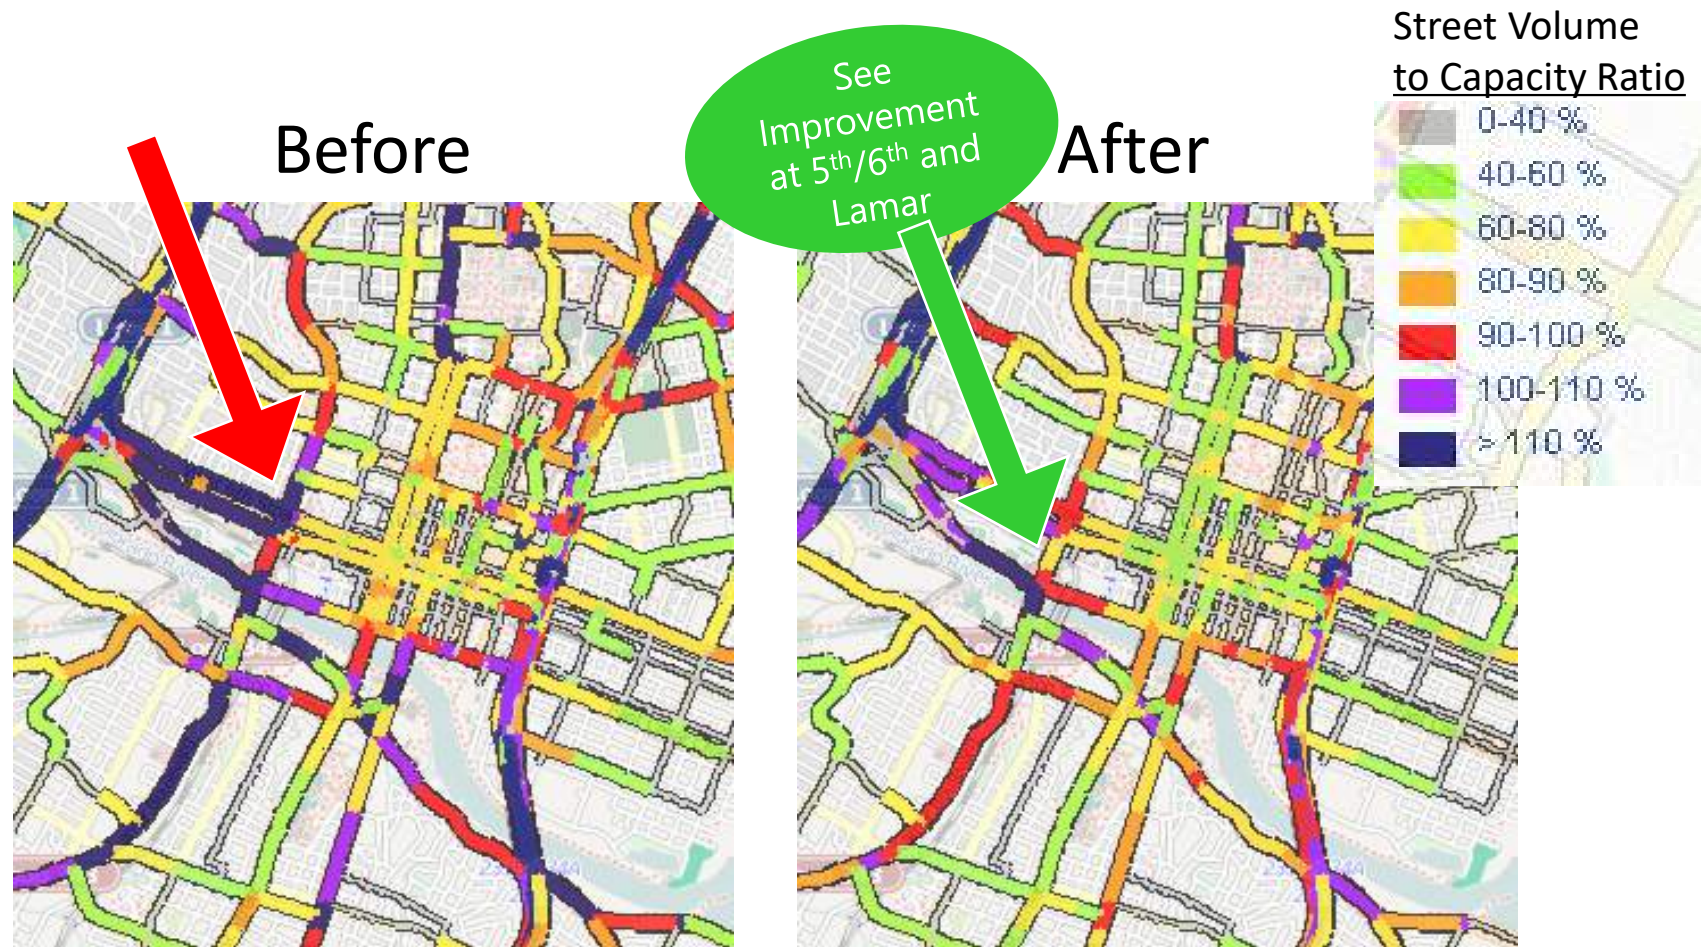 Street Volume
to Capacity Ratio
0-40 %
40-60 %
60-80 %
80-90 %
90-100 %
100-110 %
> 110 %
See
Improvement
at 5th/6th and
Lamar
Before
After